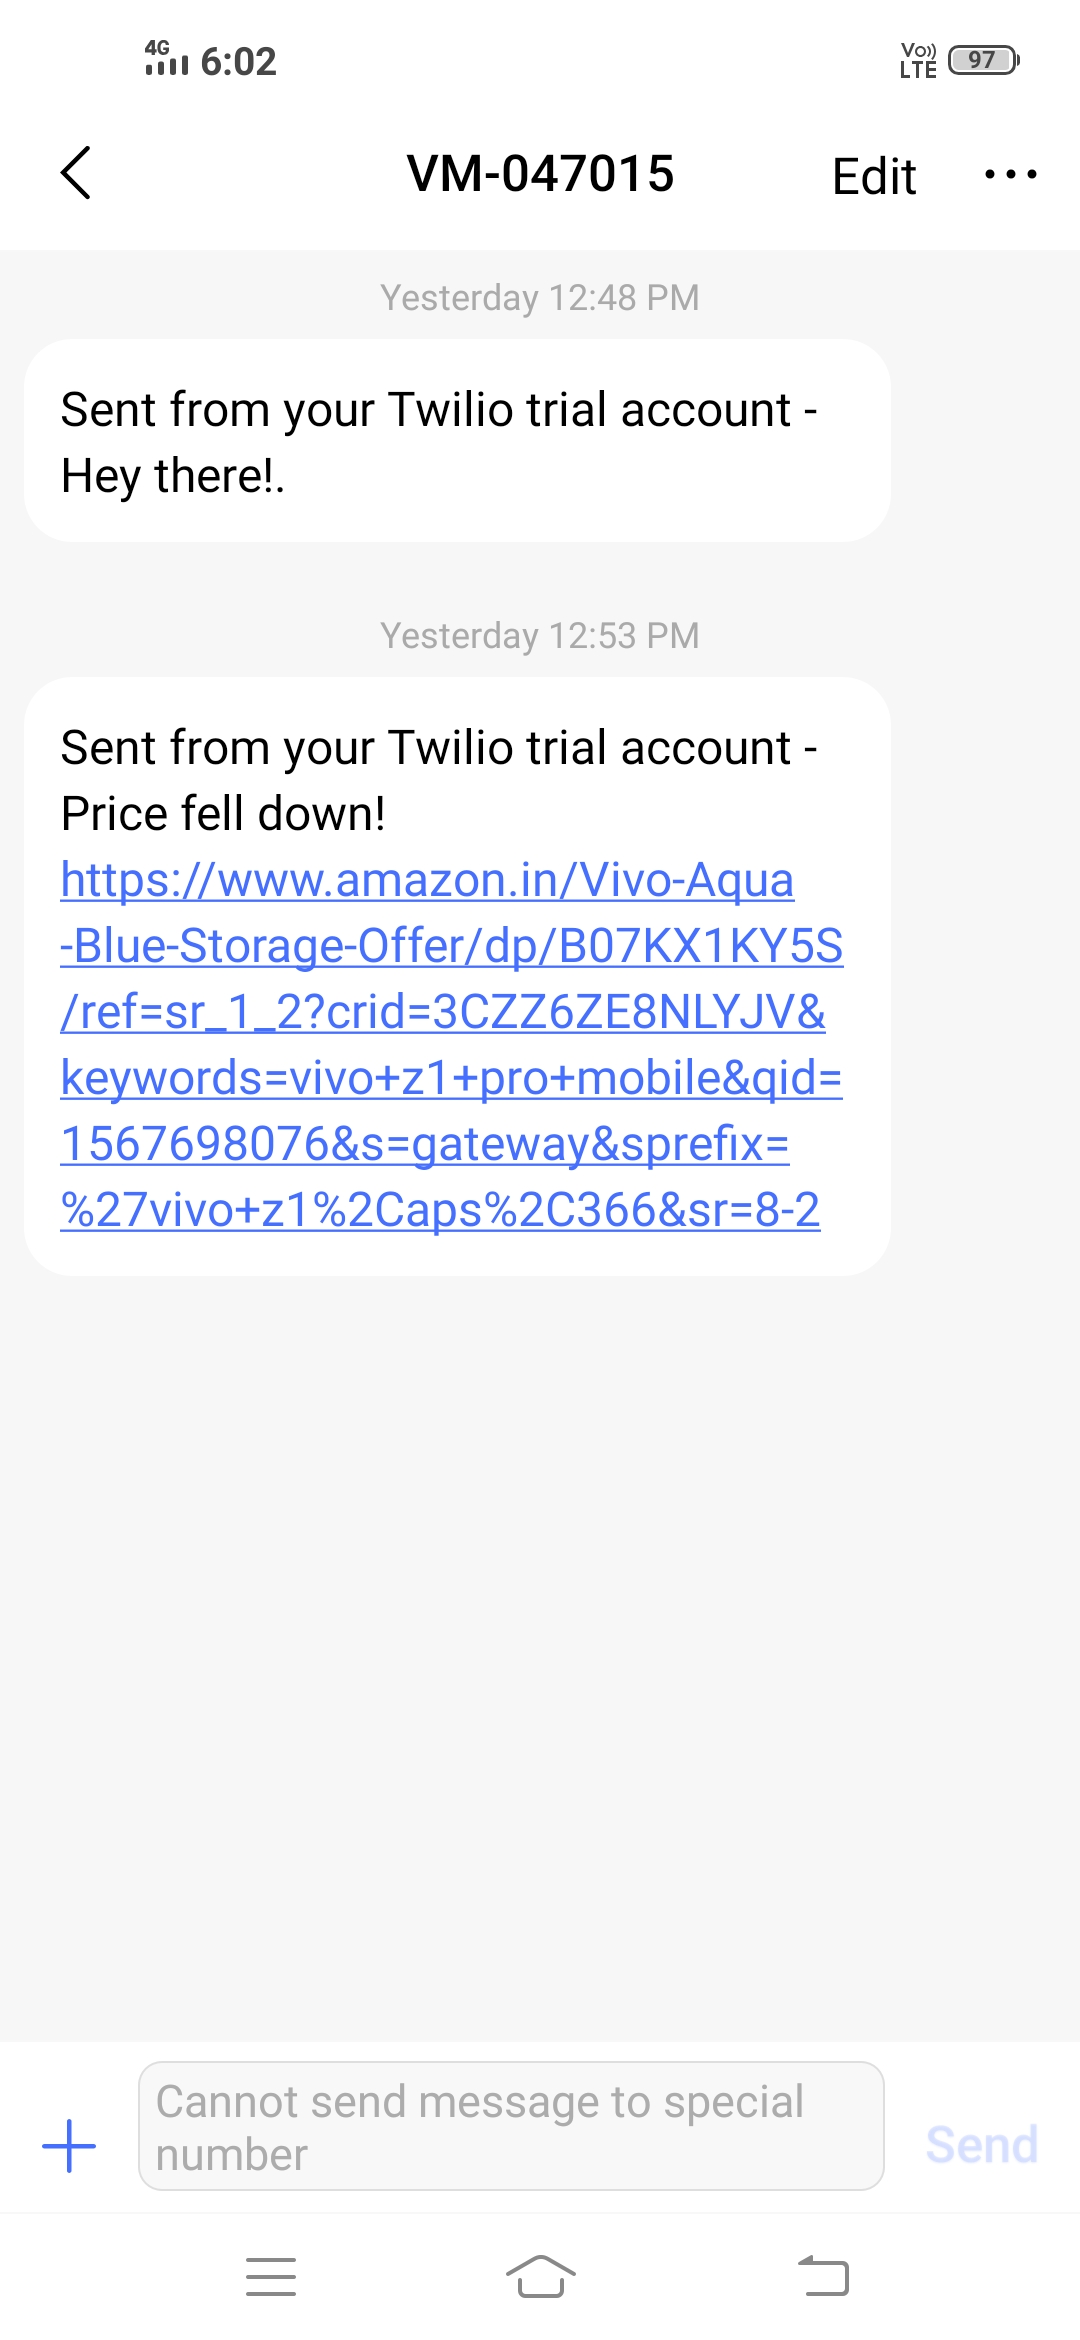 4G 6:02 Vo)) LTE 97
VM-047015 Edit
Yesterday 12:48 PM
Sent from your Twilio trial account -
Hey there!.
Yesterday 12:53 PM
Sent from your Twilio trial account -
Price fell down!
https://www.amazon.in/Vivo-Aqua
-Blue-Storage-Offer/dp/B07KX1KY5S
/ref=sr_1_2?crid=3CZZ6ZE8NLYJV&
keywords=vivo+z1+pro+mobile&qid=
1567698076&s=gateway&sprefix=
%27vivo+z1%2Caps%2C366&sr=8-2
Cannot send message to special
number
Send